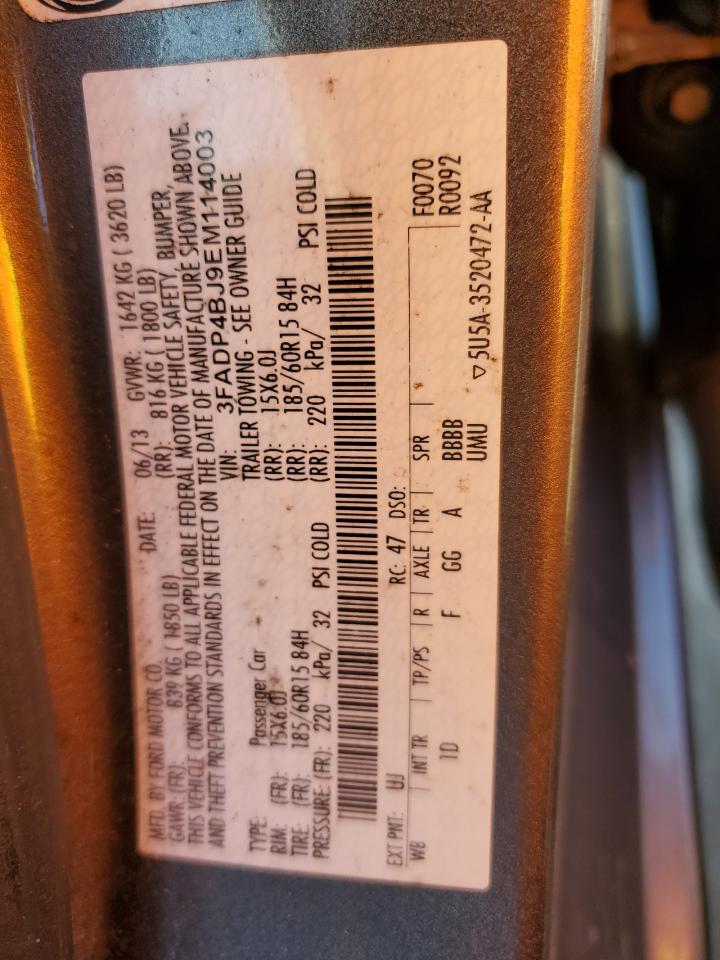 MFD. BY FORD MOTOR CO. DATE: 06/13 GVWR: 1642 KG ( 3620 LB)
GAWR: (FR): 839 KG ( 1850 LB) (RR): 816 KG ( 1800 LB)
THIS VEHICLE CONFORMS TO ALL APPLICABLE FEDERAL MOTOR VEHICLE SAFETY, BUMPER,
AND THEFT PREVENTION STANDARDS IN EFFECT ON THE DATE OF MANUFACTURE SHOWN ABOVE.
VIN: 3FADP4BJ9EM114003
TYPE: Passenger Car TRAILER TOWING - SEE OWNER GUIDE
RIM: (FR): 15X6.0J (RR): 15X6.0J
TIRE: (FR): 185/60R15 84H (RR): 185/60R15 84H
PRESSURE: (FR): 220 kPa/ 32 PSI COLD (RR): 220 kPa/ 32 PSI COLD
EXT PNT: UJ RC: 47 DSO: F0070
WB INT TR TP/PS R AXLE TR SPR R0092
1D F GG A BBBB
UMU
▽5U5A-3520472-AA